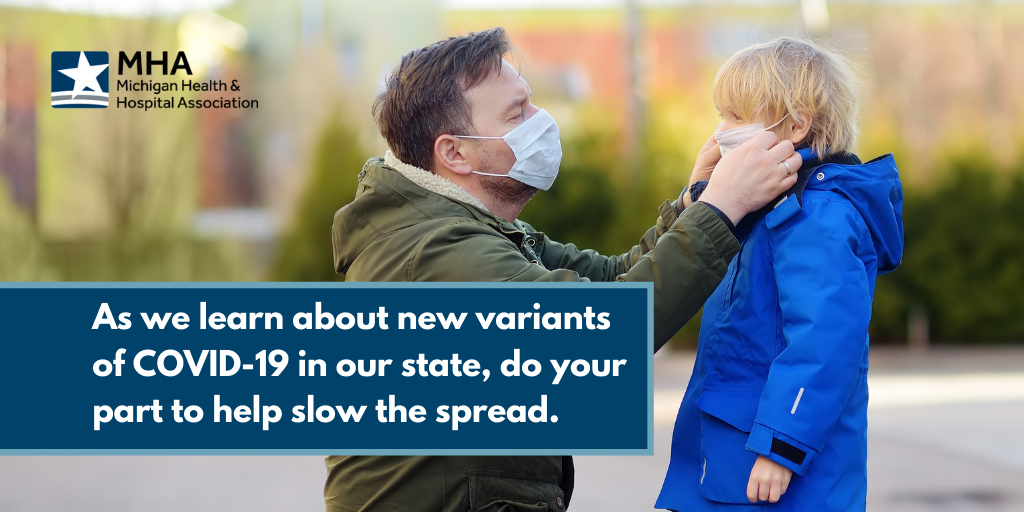 MHA
Michigan Health &
Hospital Association
As we learn about new variants
of COVID-19 in our state, do your
part to help slow the spread.